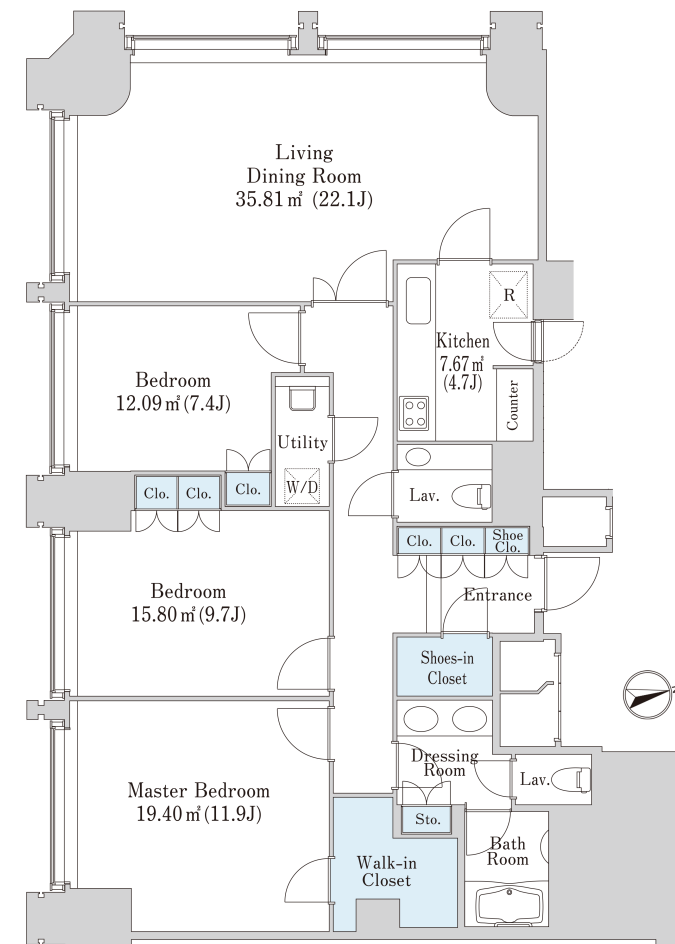 Living
Dining Room
35.81㎡ (22.1J)
R
Kitchen
7.67㎡
(4.7J)
Counter
Bedroom
12.09㎡(7.4J)
Utility
W/D
Clo.
Clo.
Clo.
Lav.
Clo.
Clo.
Shoe
Clo.
Bedroom
15.80㎡(9.7J)
Entrance
Shoes-in
Closet
Master Bedroom
19.40㎡(11.9J)
Dressing
Room
Lav.
Sto.
Bath
Room
Walk-in
Closet